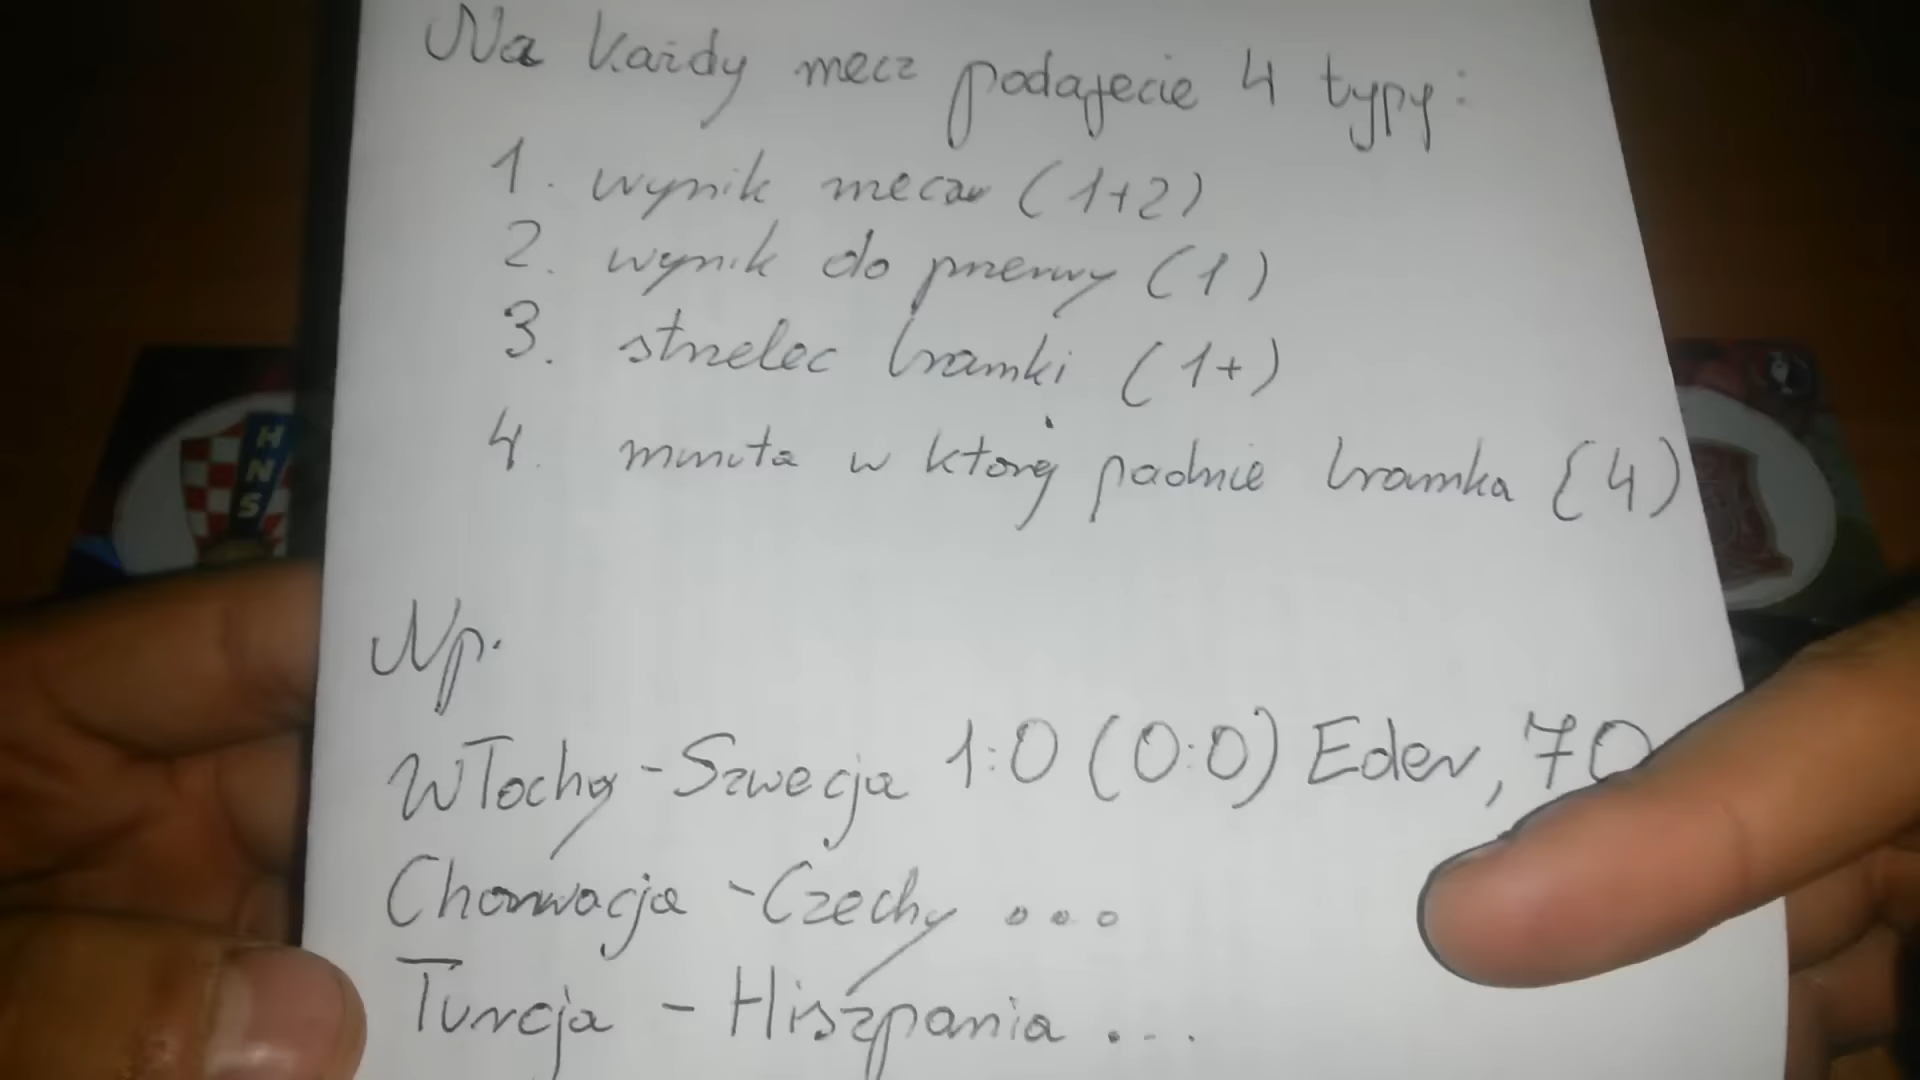 Na każdy mecz podajecie 4 typy:
1. wynik meczu (1+2)
2. wynik do przerwy (1)
3. strzelec bramki (1+)
4. minuta w której padnie bramka (4)
Np.
Włochy - Szwecja 1:0 (0:0) Eder, 70
Chorwacja - Czechy ...
Turcja - Hiszpania ...
HNS